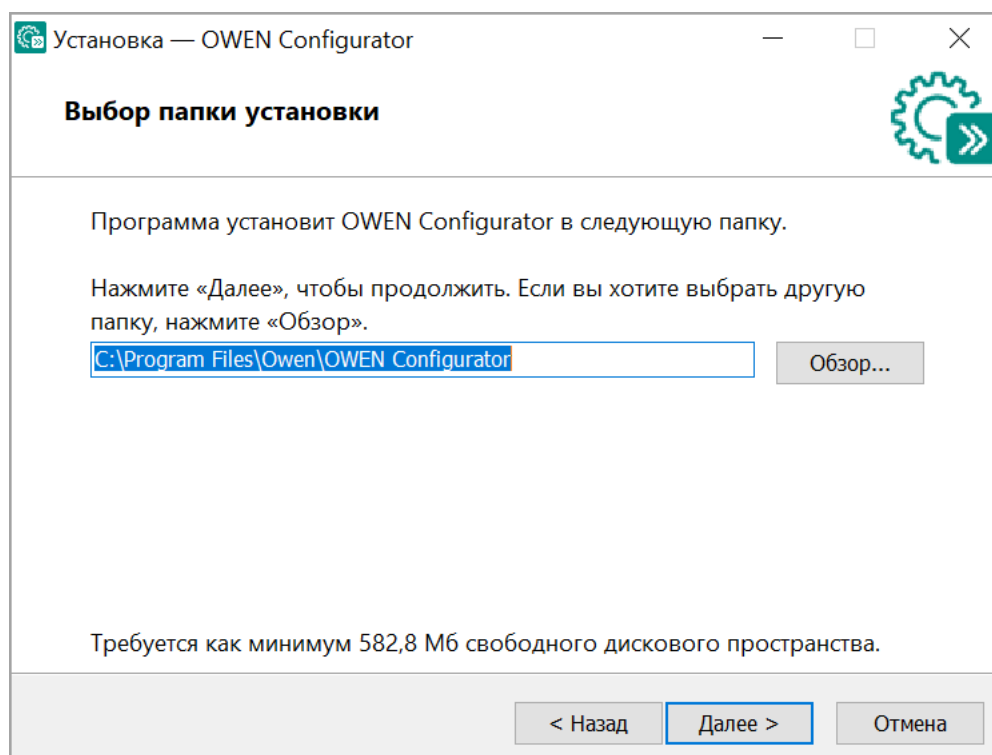 Установка — OWEN Configurator
Выбор папки установки
Программа установит OWEN Configurator в следующую папку.
Нажмите «Далее», чтобы продолжить. Если вы хотите выбрать другую
папку, нажмите «Обзор».
C:\Program Files\Owen\OWEN Configurator
Обзор...
Требуется как минимум 582,8 Мб свободного дискового пространства.
< Назад
Далее >
Отмена